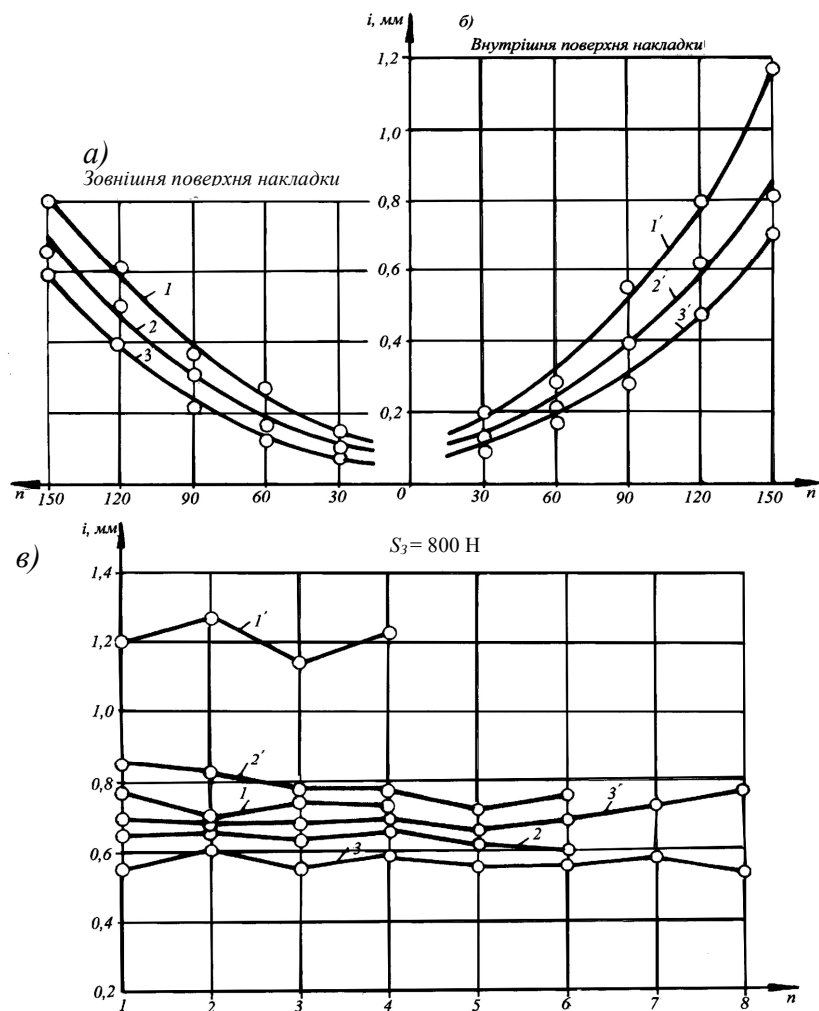 i, мм
б)
Внутрішня поверхня накладки
1,2
1,0
а)
Зовнішня поверхня накладки
0,8
1′
0,6
1
2′
2
3′
0,4
3
0,2
n 150 120 90 60 30 0 30 60 90 120 150 n
i, мм
S3= 800 Н
в)
1,4
1′
1,2
1,0
2′
0,8
1
3′
2
0,6
3
0,4
0,2
1 2 3 4 5 6 7 8 n